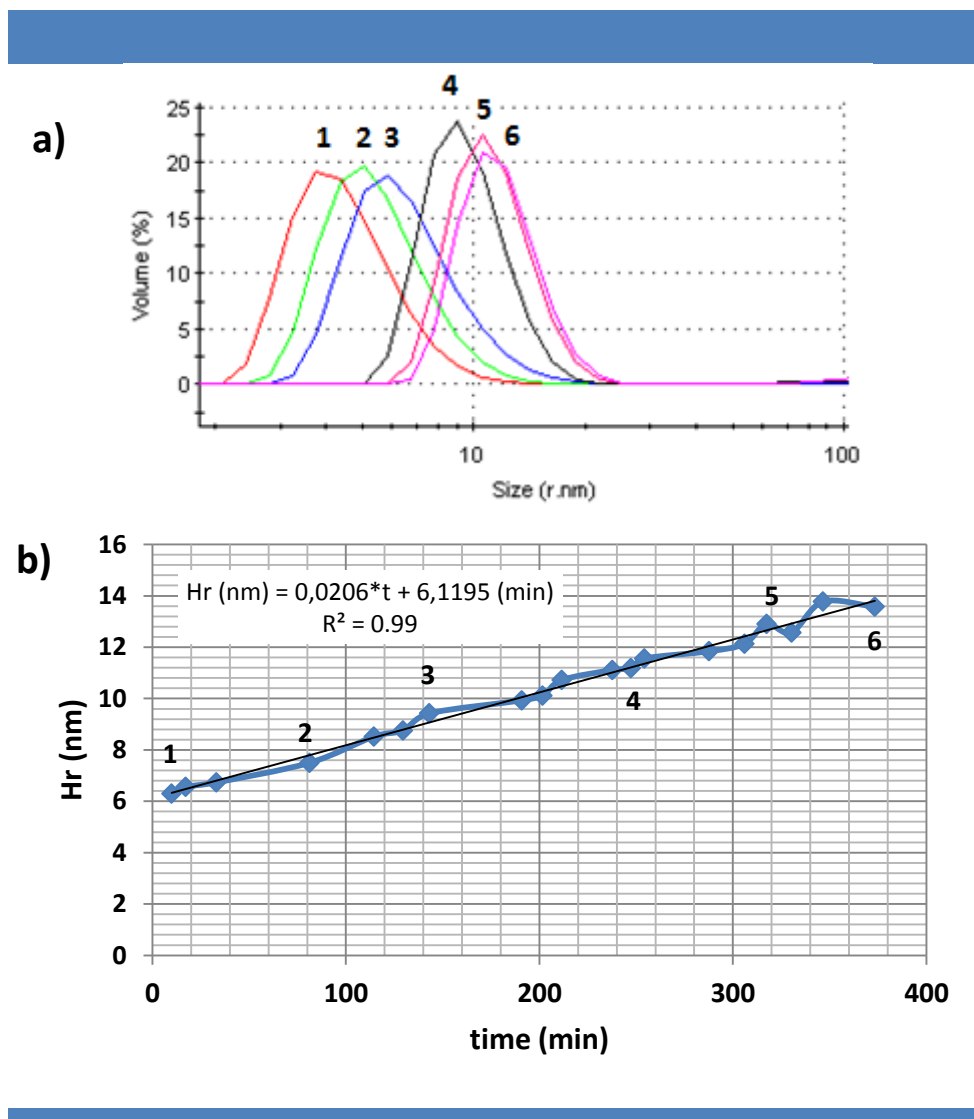 a)
25
20
15
10
5
0
Volume (%)
1 2 3 4 5 6
10 100
Size (r.nm)
b)
16
14
12
10
8
6
4
2
0
Hr (nm)
Hr (nm) = 0,0206*t + 6,1195 (min)
R² = 0.99
1 2 3 4 5 6
0 100 200 300 400
time (min)